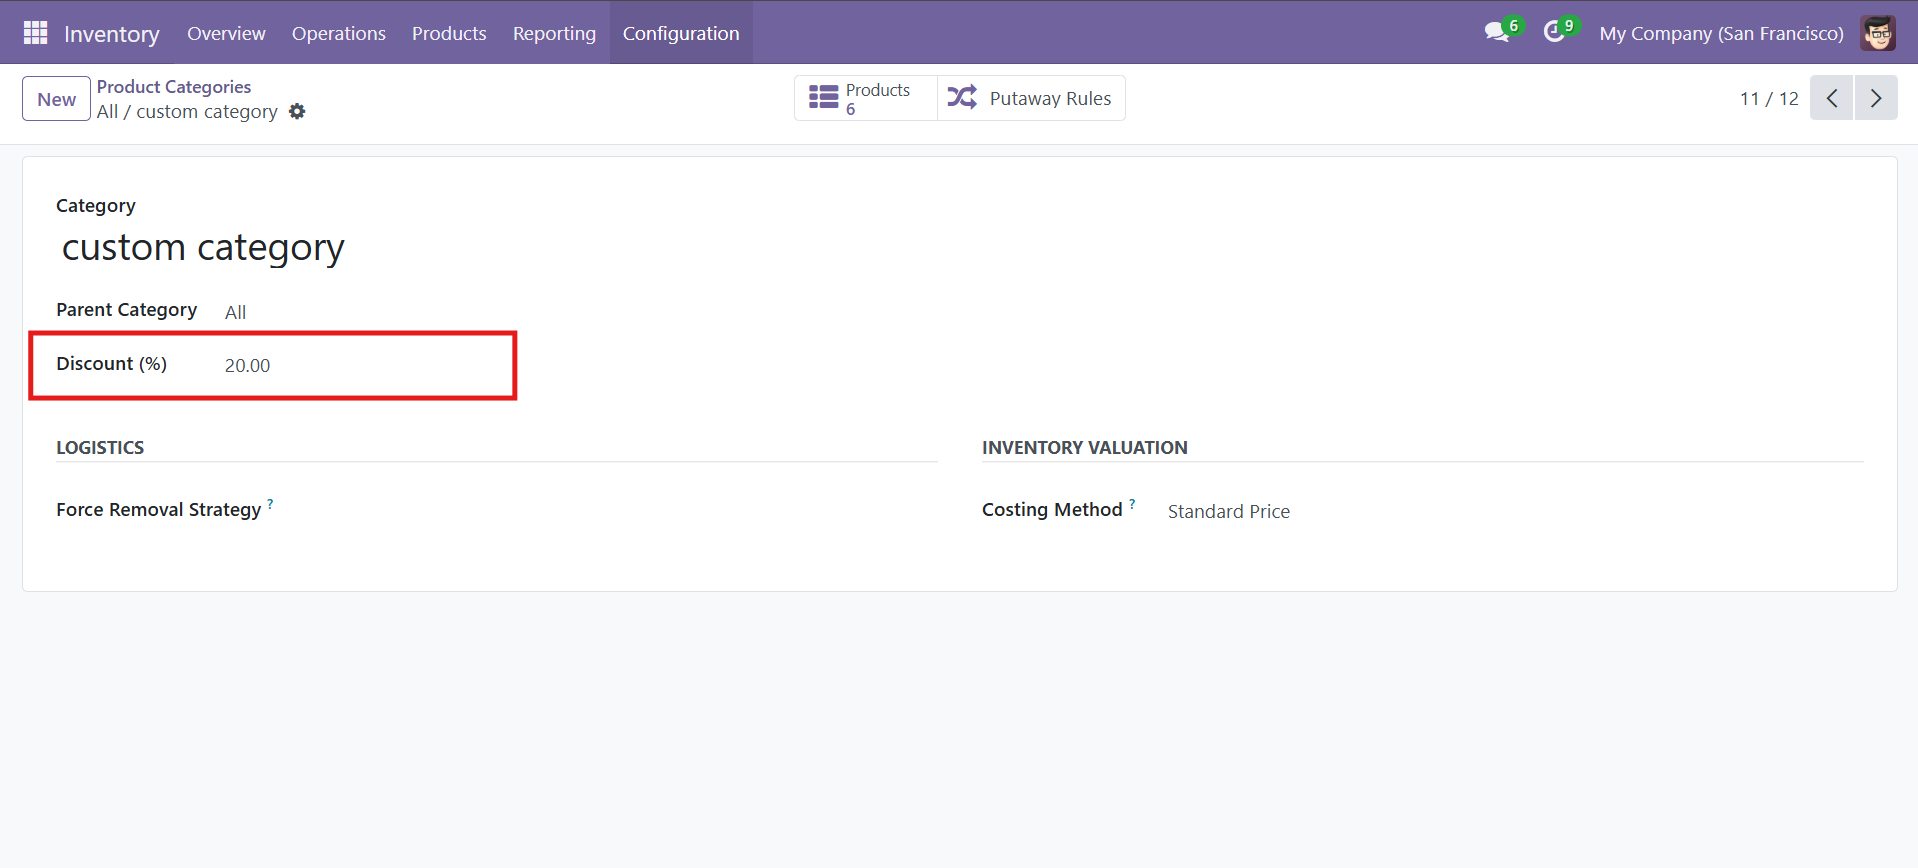 Inventory Overview Operations Products Reporting Configuration 6 9 My Company (San Francisco)
New Product Categories
All / custom category
Products
6
Putaway Rules
11 / 12
Category
custom category
Parent Category All
Discount (%) 20.00
LOGISTICS
Force Removal Strategy ?
INVENTORY VALUATION
Costing Method ? Standard Price